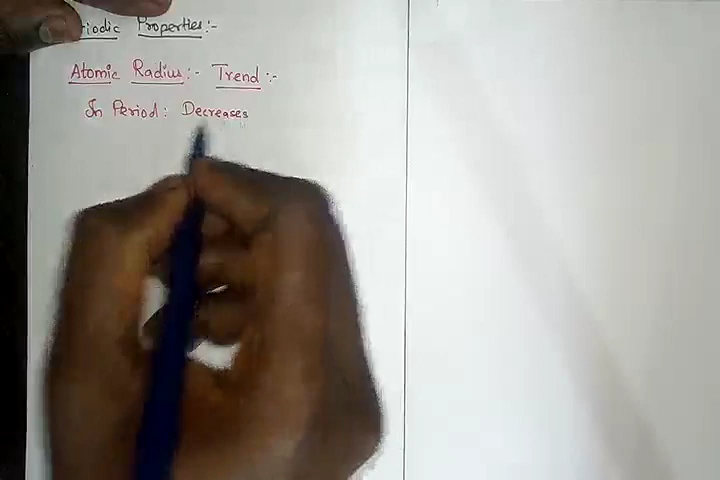 Properties:-
Atomic Radius:- Trend:-
In Period: Decreases